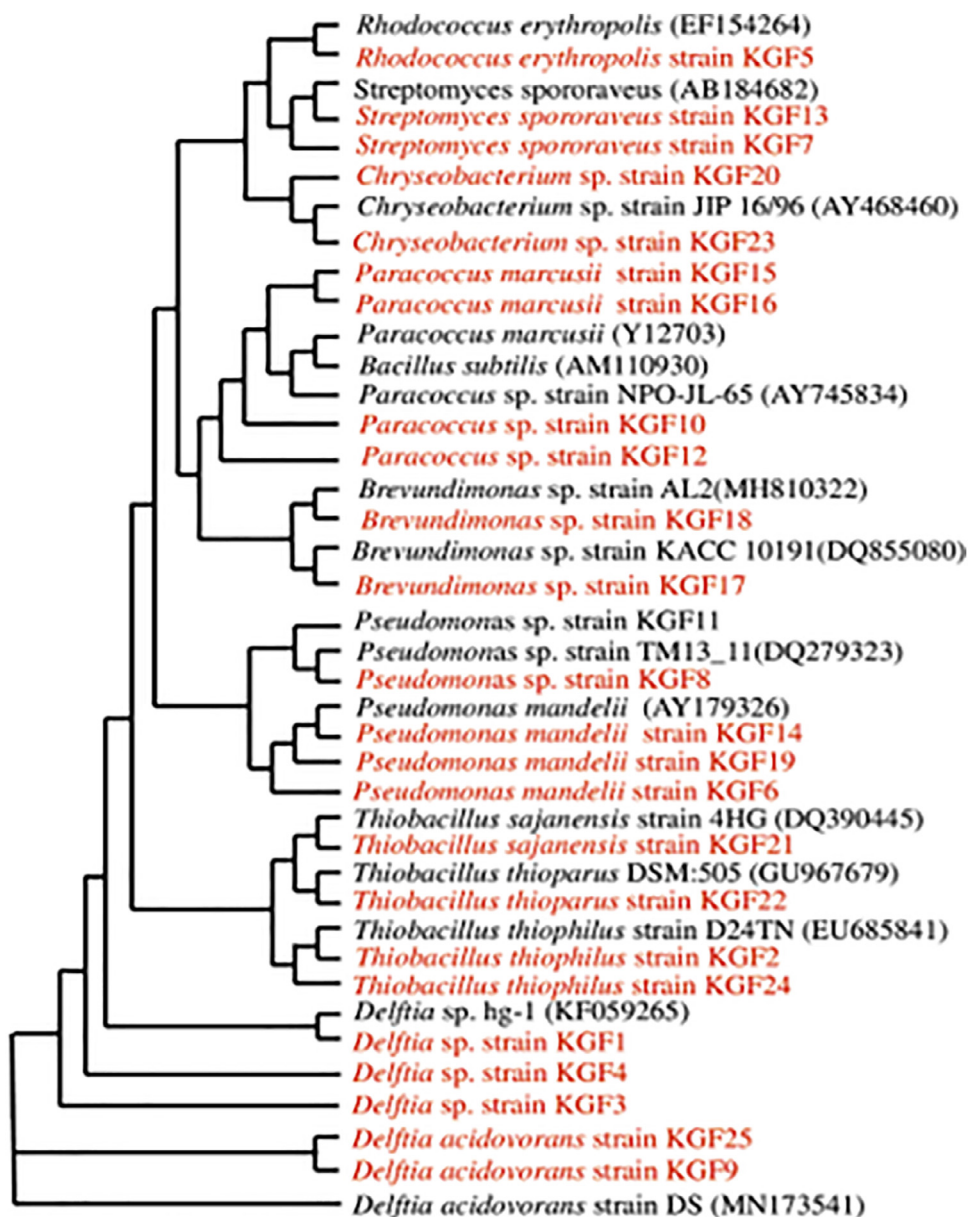 Rhodococcus erythropolis (EF154264)
Rhodococcus erythropolis strain KGF5
Streptomyces spororaveus (AB184682)
Streptomyces spororaveus strain KGF13
Streptomyces spororaveus strain KGF7
Chryseobacterium sp. strain KGF20
Chryseobacterium sp. strain JIP 16/96 (AY468460)
Chryseobacterium sp. strain KGF23
Paracoccus marcusii strain KGF15
Paracoccus marcusii strain KGF16
Paracoccus marcusii (Y12703)
Bacillus subtilis (AM110930)
Paracoccus sp. strain NPO-JL-65 (AY745834)
Paracoccus sp. strain KGF10
Paracoccus sp. strain KGF12
Brevundimonas sp. strain AL2(MH810322)
Brevundimonas sp. strain KGF18
Brevundimonas sp. strain KACC 10191(DQ855080)
Brevundimonas sp. strain KGF17
Pseudomonas sp. strain KGF11
Pseudomonas sp. strain TM13_11(DQ279323)
Pseudomonas sp. strain KGF8
Pseudomonas mandelii (AY179326)
Pseudomonas mandelii strain KGF14
Pseudomonas mandelii strain KGF19
Pseudomonas mandelii strain KGF6
Thiobacillus sajanensis strain 4HG (DQ390445)
Thiobacillus sajanensis strain KGF21
Thiobacillus thioparus DSM:505 (GU967679)
Thiobacillus thioparus strain KGF22
Thiobacillus thiophilus strain D24TN (EU685841)
Thiobacillus thiophilus strain KGF2
Thiobacillus thiophilus strain KGF24
Delftia sp. hg-1 (KF059265)
Delftia sp. strain KGF1
Delftia sp. strain KGF4
Delftia sp. strain KGF3
Delftia acidovorans strain KGF25
Delftia acidovorans strain KGF9
Delftia acidovorans strain DS (MN173541)